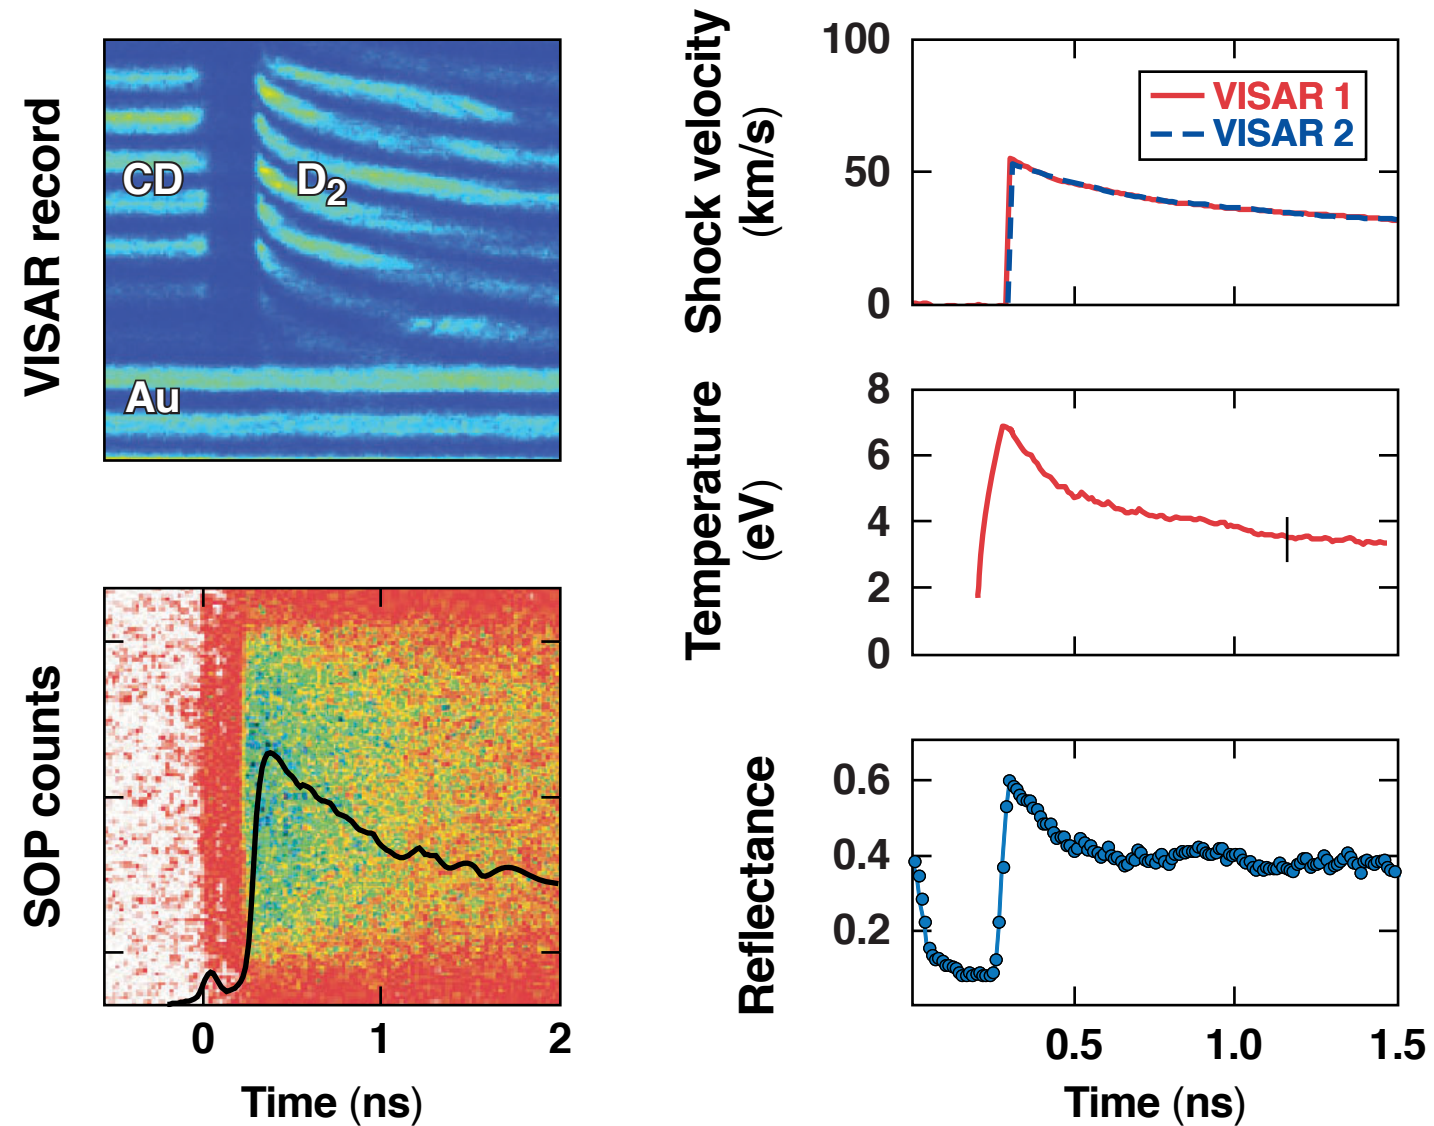 VISAR record
CD
D2
Au
SOP counts
0
1
2
Time (ns)
Shock velocity
(km/s)
100
50
0
VISAR 1
VISAR 2
Temperature
(eV)
8
6
4
2
0
Reflectance
0.6
0.4
0.2
0.5
1.0
1.5
Time (ns)